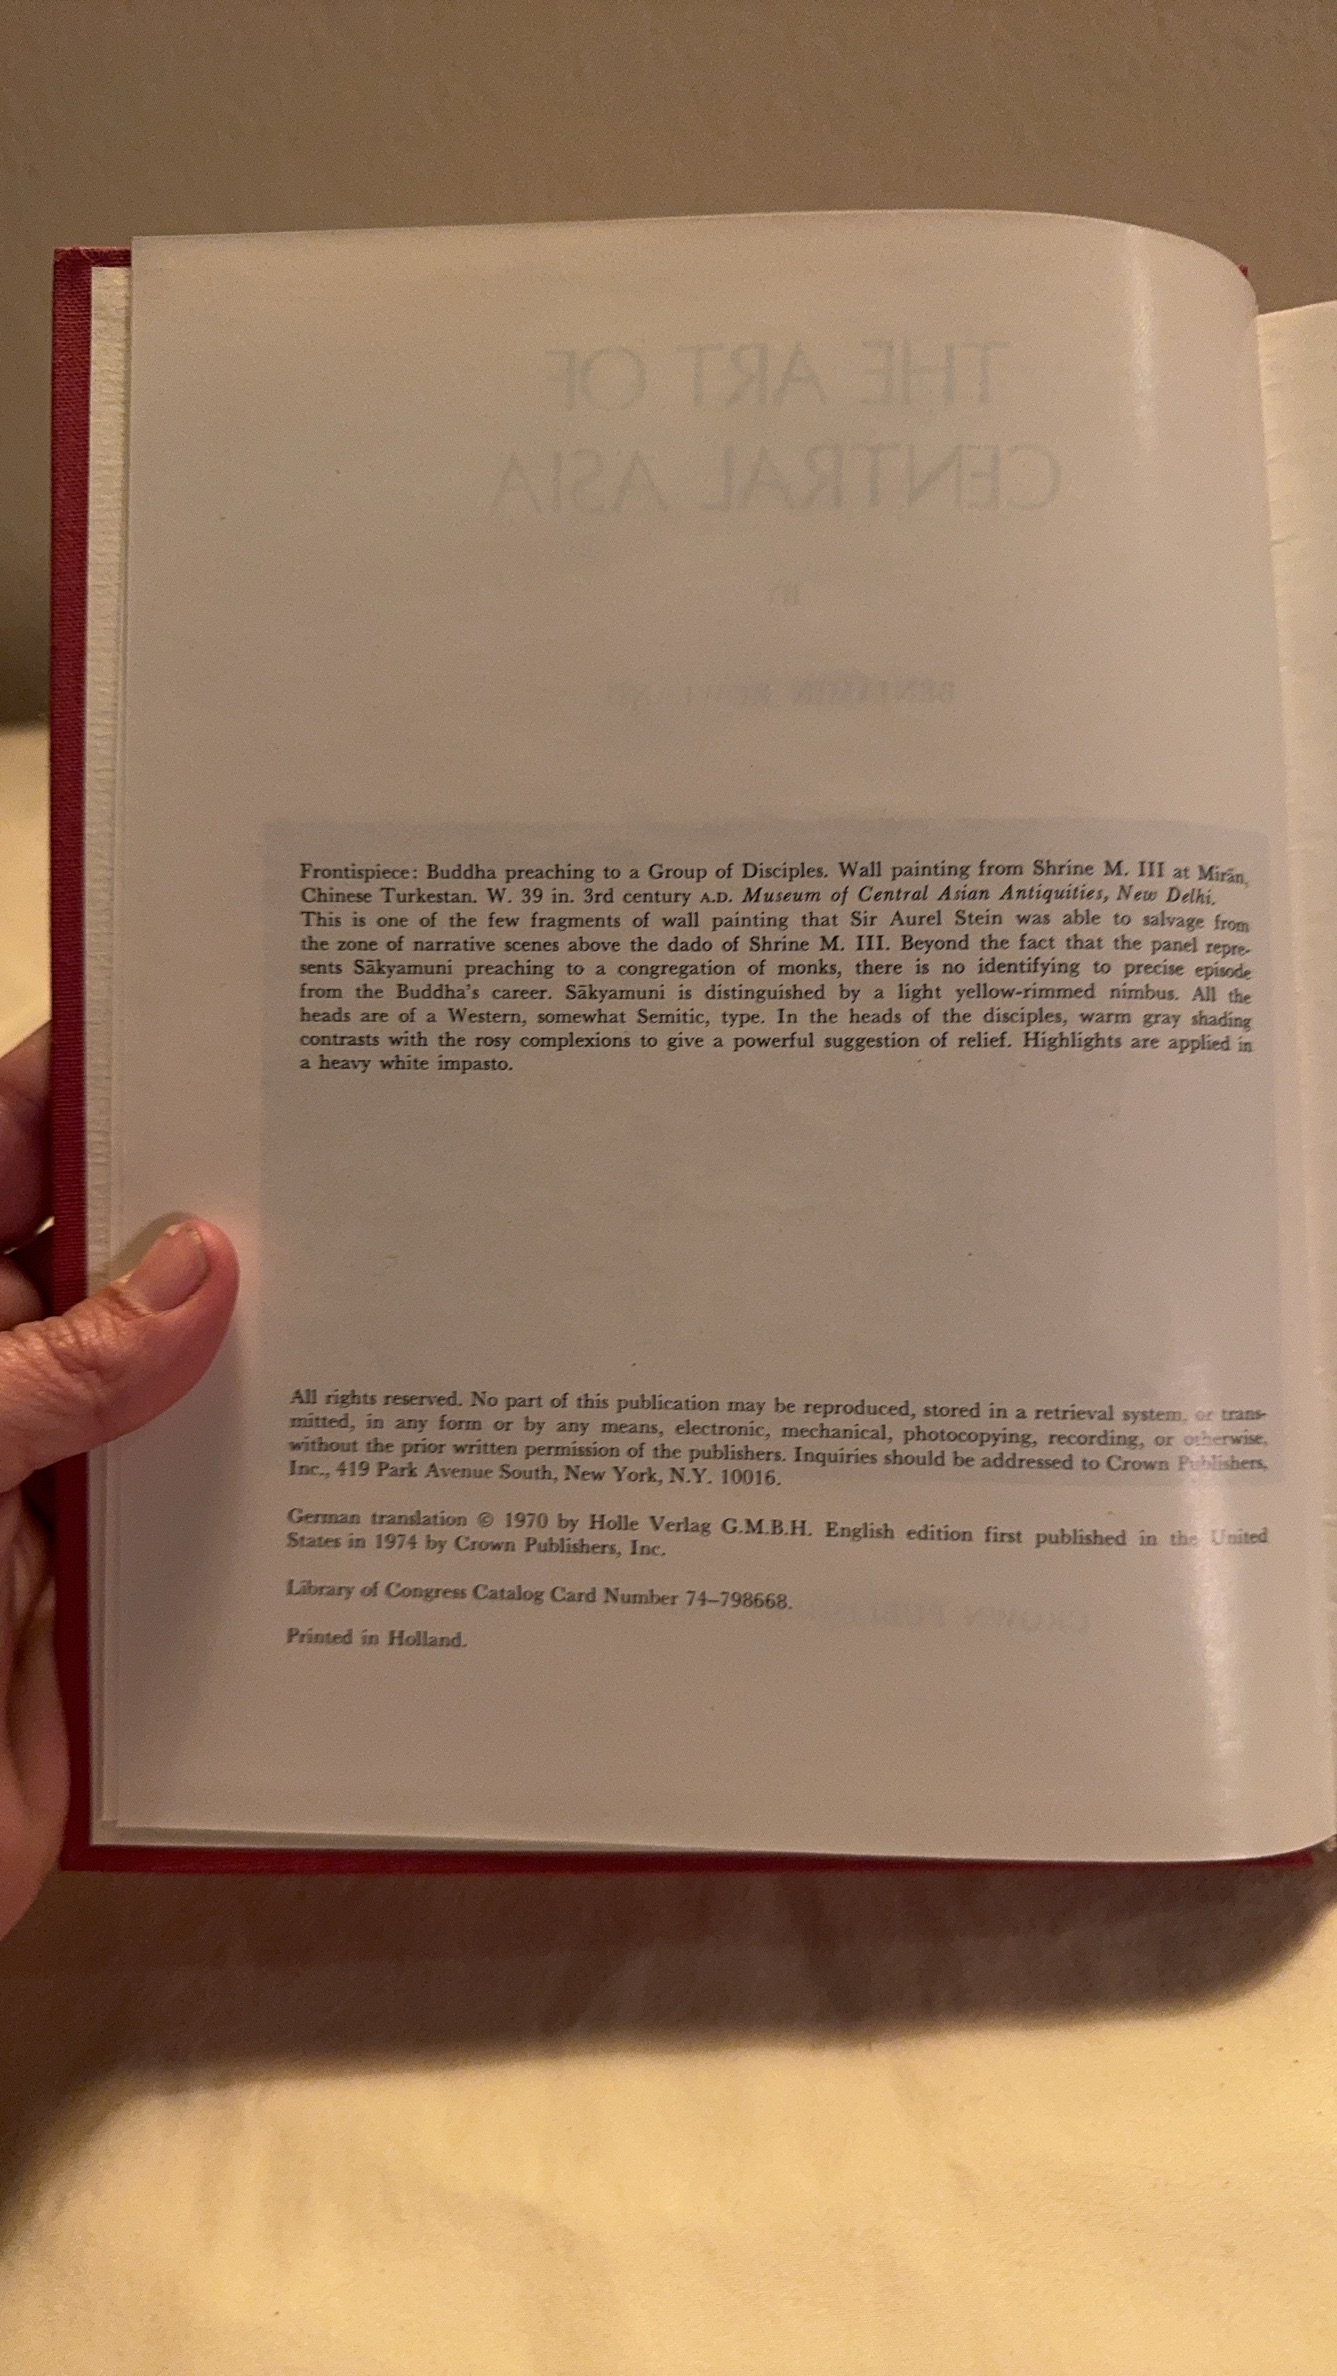 THE ART OF
CENTRAL ASIA
Frontispiece: Buddha preaching to a Group of Disciples. Wall painting from Shrine M. III at Mirān,
Chinese Turkestan. W. 39 in. 3rd century A.D. Museum of Central Asian Antiquities, New Delhi.
This is one of the few fragments of wall painting that Sir Aurel Stein was able to salvage from
the zone of narrative scenes above the dado of Shrine M. III. Beyond the fact that the panel repre-
sents Sākyamuni preaching to a congregation of monks, there is no identifying to precise episode
from the Buddha's career. Sākyamuni is distinguished by a light yellow-rimmed nimbus. All the
heads are of a Western, somewhat Semitic, type. In the heads of the disciples, warm gray shading
contrasts with the rosy complexions to give a powerful suggestion of relief. Highlights are applied in
a heavy white impasto.
All rights reserved. No part of this publication may be reproduced, stored in a retrieval system, or trans-
mitted, in any form or by any means, electronic, mechanical, photocopying, recording, or otherwise,
without the prior written permission of the publishers. Inquiries should be addressed to Crown Publishers,
Inc., 419 Park Avenue South, New York, N.Y. 10016.
German translation © 1970 by Holle Verlag G.M.B.H. English edition first published in the United
States in 1974 by Crown Publishers, Inc.
Library of Congress Catalog Card Number 74–798668.
Printed in Holland.